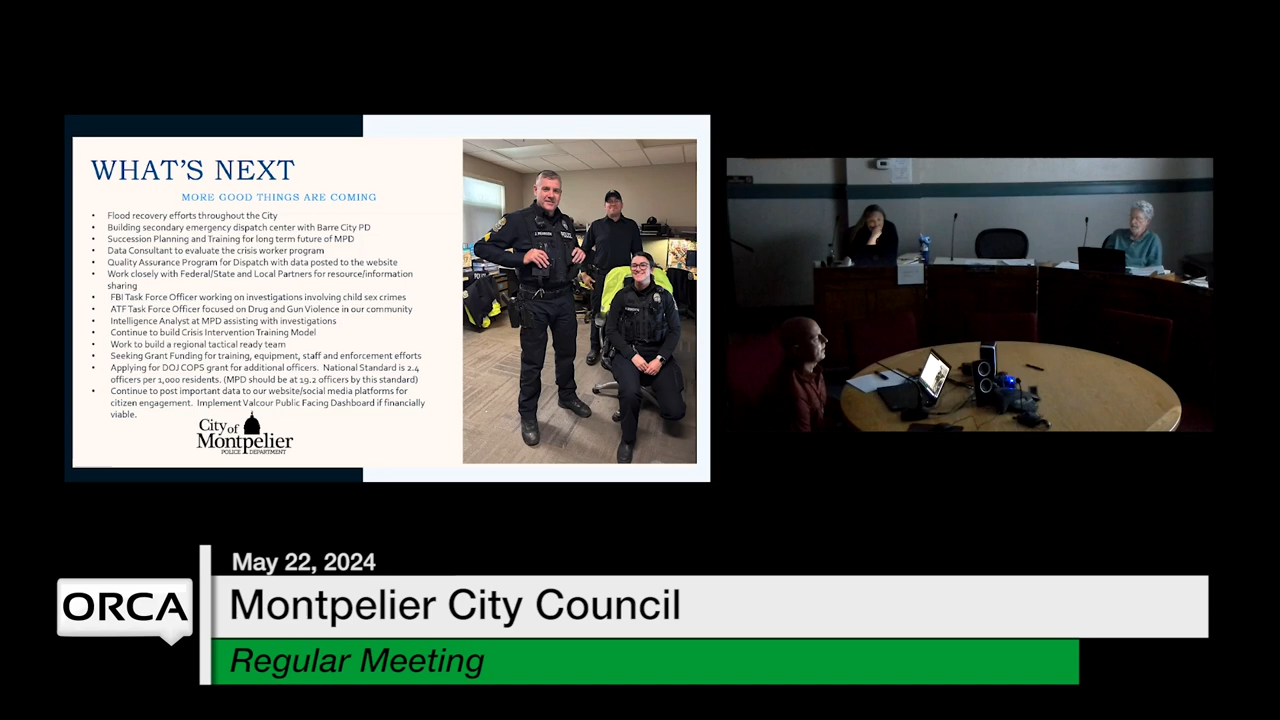 WHAT'S NEXT
MORE GOOD THINGS ARE COMING
• Flood recovery efforts throughout the City
• Building secondary emergency dispatch center with Barre City PD
• Succession Planning and Training for long term future of MPD
• Data Consultant to evaluate the crisis worker program
• Quality Assurance Program for Dispatch with data posted to the website
• Work closely with Federal/State and Local Partners for resource/information
sharing
• FBI Task Force Officer working on investigations involving child sex crimes
• ATF Task Force Officer focused on Drug and Gun Violence in our community
• Intelligence Analyst at MPD assisting with investigations
• Continue to build Crisis Intervention Training Model
• Work to build a regional tactical ready team
• Seeking Grant Funding for training, equipment, staff and enforcement efforts
• Applying for DOJ COPS grant for additional officers. National Standard is 2.4
officers per 1,000 residents. (MPD should be at 19.2 officers by this standard)
• Continue to post important data to our website/social media platforms for
citizen engagement. Implement Valcour Public Facing Dashboard if financially
viable.
City of
Montpelier
POLICE DEPARTMENT
May 22, 2024
ORCA
Montpelier City Council
Regular Meeting